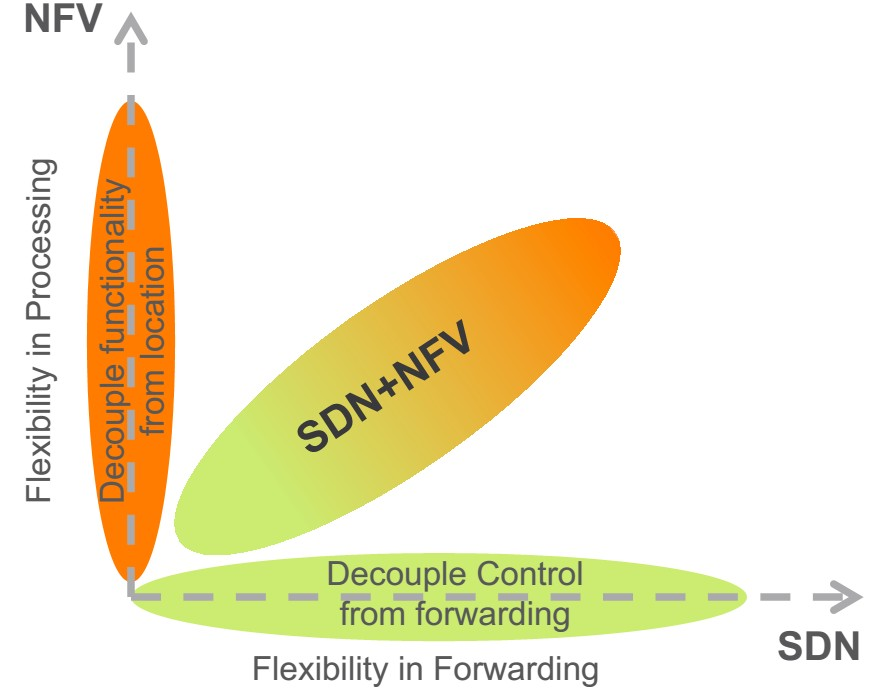 NFV
Flexibility in Processing
Decouple functionality
from location
SDN+NFV
Decouple Control
from forwarding
SDN
Flexibility in Forwarding